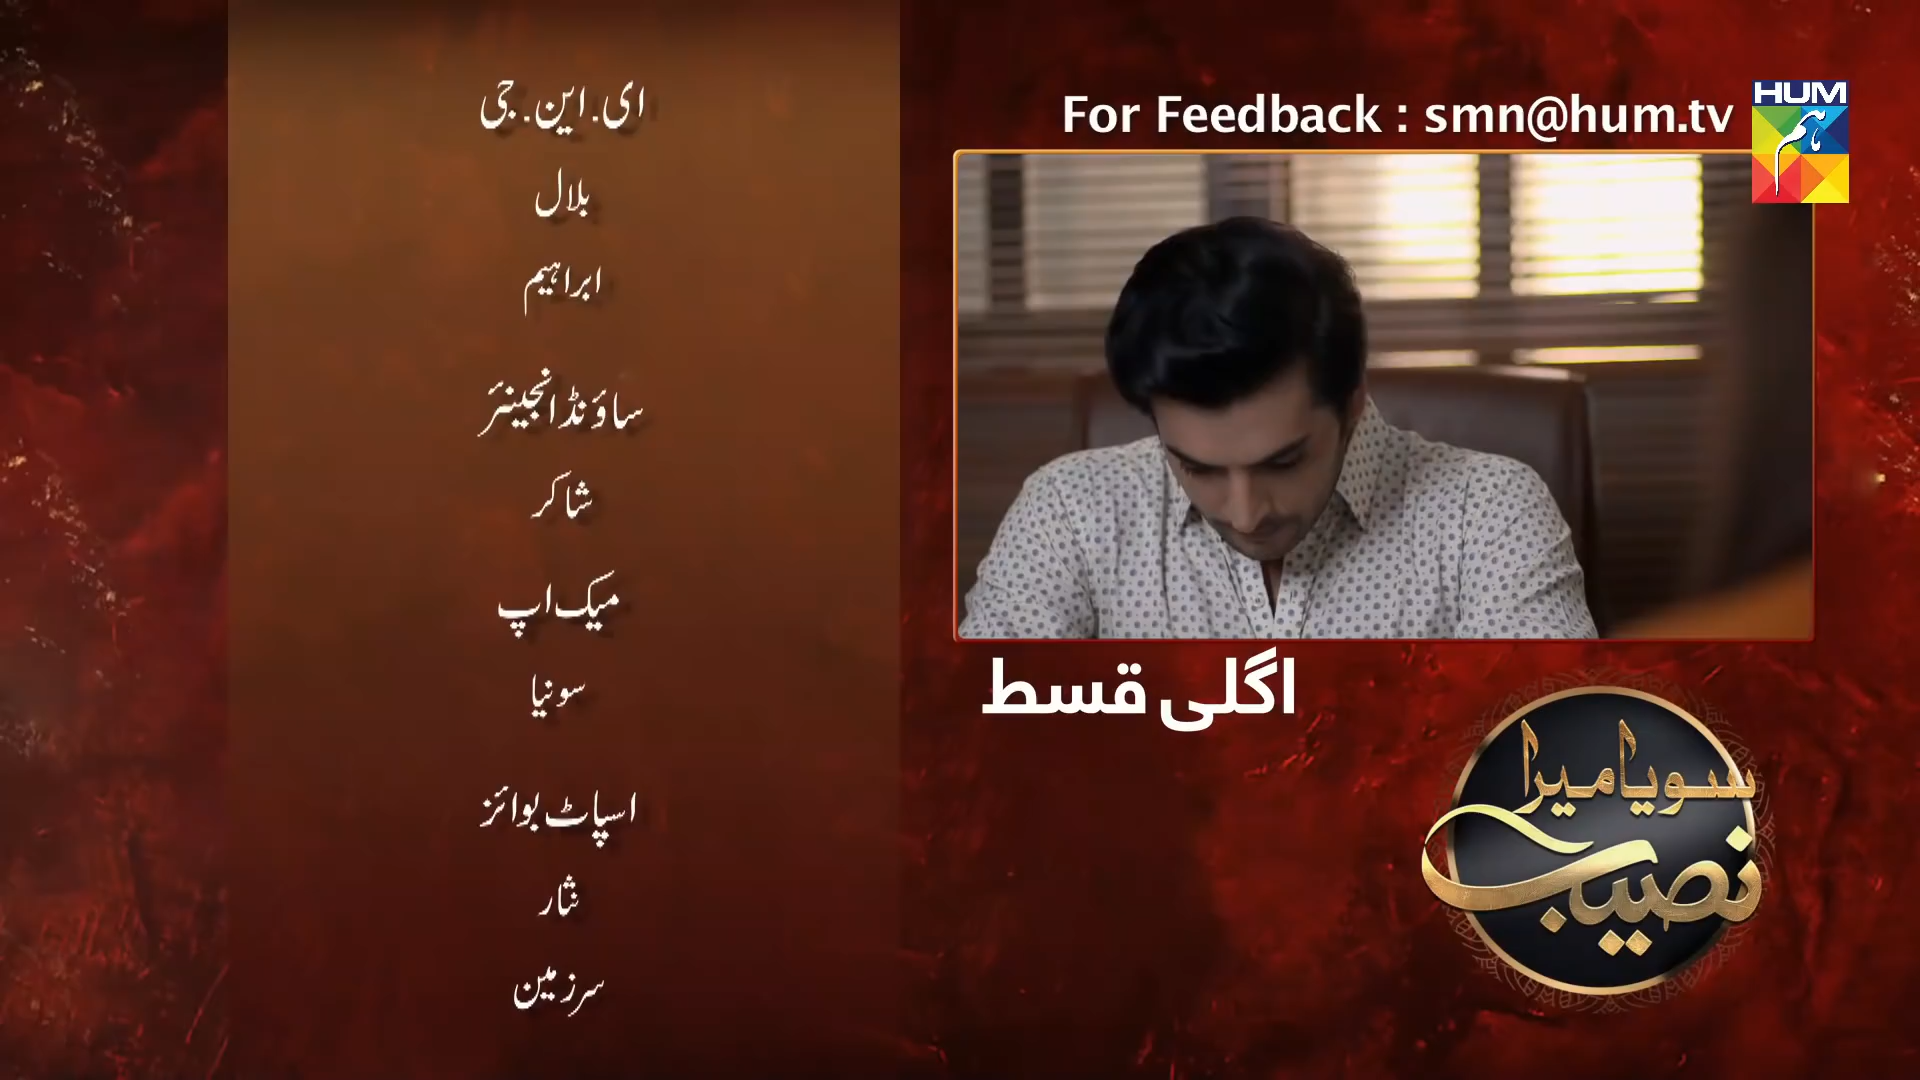 ای.این.جی
بلال
ابراہیم
ساؤنڈ انجینئر
شاکر
میک اپ
سونیا
اسپاٹ بوائز
نثار
سرزمین
For Feedback : smn@hum.tv
HUM
ہم
اگلی قسط
سویا میرا
نصیب